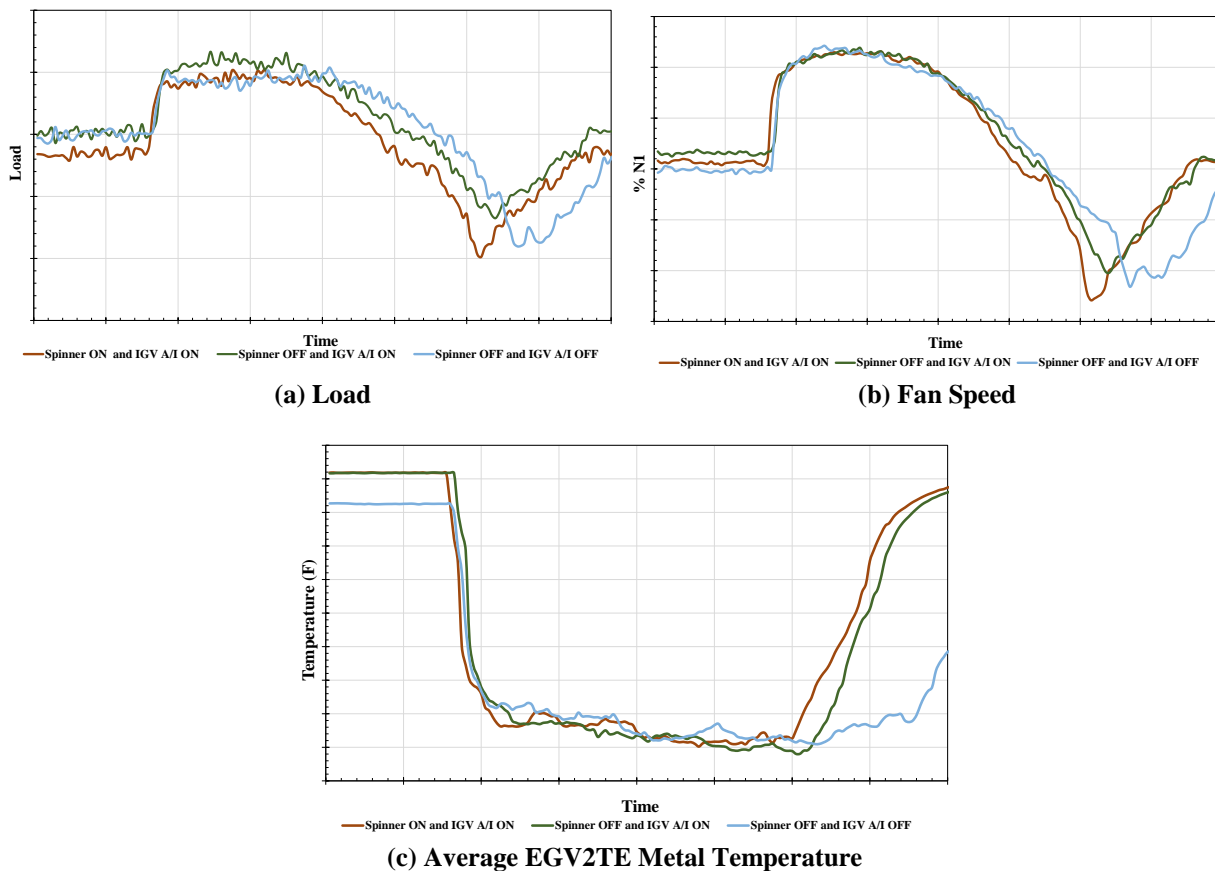 Load
Time
Spinner ON and IGV A/I ON Spinner OFF and IGV A/I ON Spinner OFF and IGV A/I OFF
(a) Load
% N1
Time
Spinner ON and IGV A/I ON Spinner OFF and IGV A/I ON Spinner OFF and IGV A/I OFF
(b) Fan Speed
Temperature (F)
Time
Spinner ON and IGV A/I ON Spinner OFF and IGV A/I ON Spinner OFF and IGV A/I OFF
(c) Average EGV2TE Metal Temperature